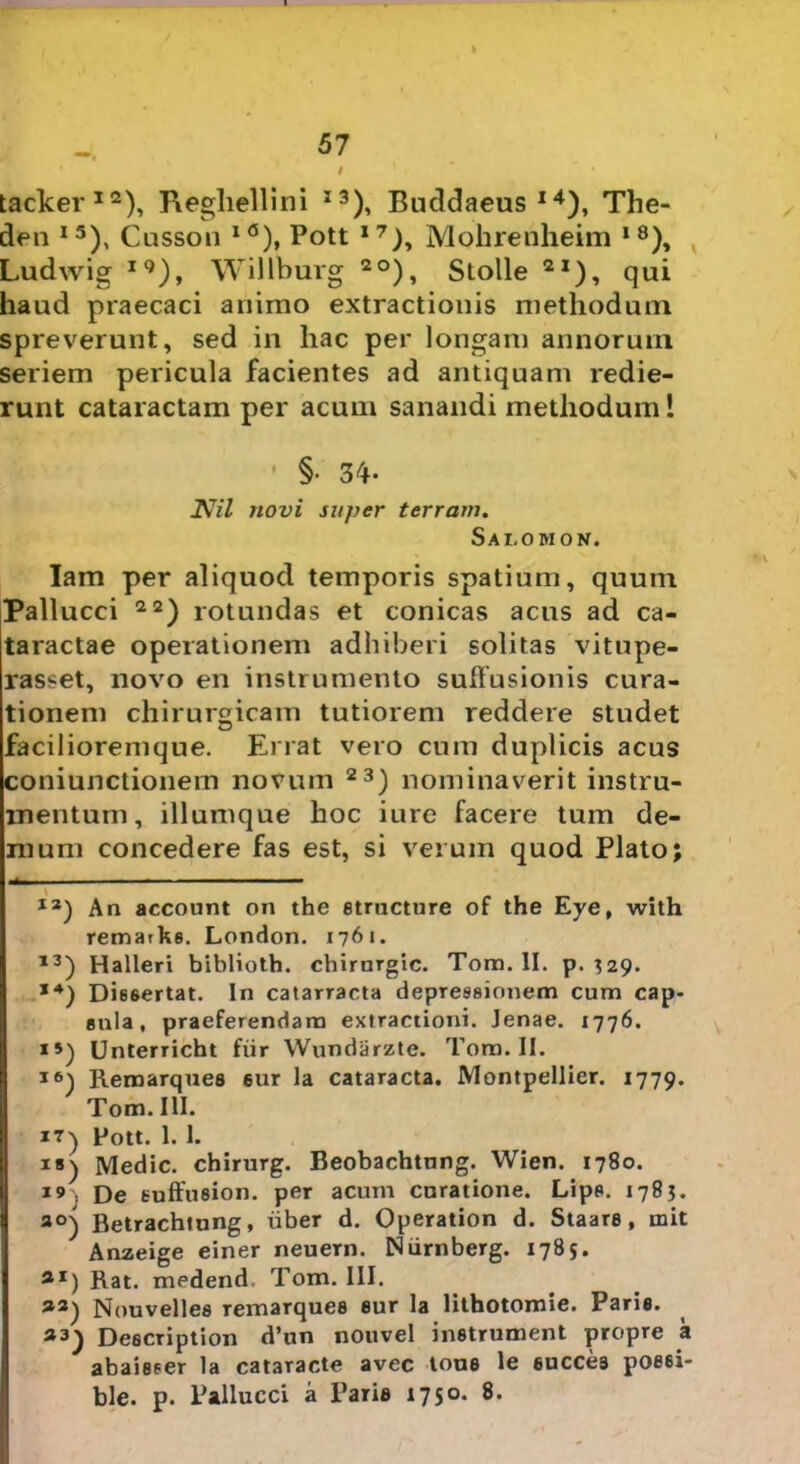 57
tacker ¹²), Reghellini ¹³), Buddaeus ¹⁴), The-
den ¹⁵), Cusson ¹⁶), Pott ¹⁷), Mohrenheim ¹⁸),
Ludwig ¹⁹), Willburg ²⁰), Stolle ²¹), qui
haud praecaci animo extractionis methodum
spreverunt, sed in hac per longam annorum
seriem pericula facientes ad antiquam redie-
runt cataractam per acum sanandi methodum!
§. 34.
Nil novi super terram.
SALOMON.
Iam per aliquod temporis spatium, quum
Pallucci ²²) rotundas et conicas acus ad ca-
taractae operationem adhiberi solitas vitupe-
rasset, novo en instrumento suffusionis cura-
tionem chirurgicam tutiorem reddere studet
facilioremque. Errat vero cum duplicis acus
coniunctionem novum ²³) nominaverit instru-
mentum, illumque hoc iure facere tum de-
mum concedere fas est, si verum quod Plato;
¹²) An account on the structure of the Eye, with
remarks. London. 1761.
¹³) Halleri biblioth. chirurgic. Tom. II. p. 329.
¹⁴) Dissertat. In catarracta depressionem cum cap-
sula, praeferendam extractioni. Jenae. 1776.
¹⁵) Unterricht für Wundärzte. Tom. II.
¹⁶) Remarques sur la cataracta. Montpellier. 1779.
Tom. III.
¹⁷) Pott. l. l.
¹⁸) Medic. chirurg. Beobachtung. Wien. 1780.
¹⁹) De suffusion. per acum curatione. Lips. 1783.
²⁰) Betrachtung, über d. Operation d. Staars, mit
Anzeige einer neuern. Nürnberg. 1785.
²¹) Rat. medend. Tom. III.
²²) Nouvelles remarques sur la lithotomie. Paris.
²³) Description d'un nouvel instrument propre à
abaisser la cataracte avec tous le succès possi-
ble. p. Pallucci à Paris 1750. 8.